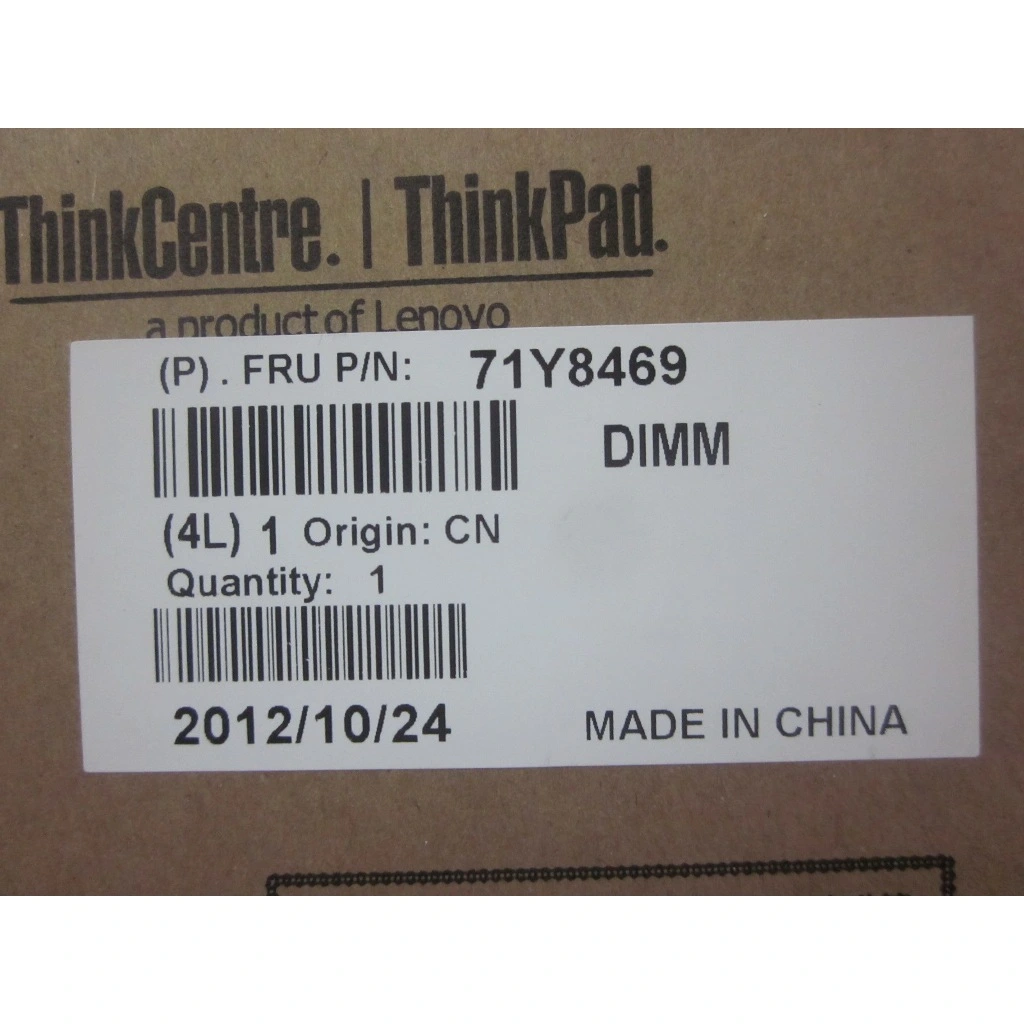 ThinkCentre. | ThinkPad.
a product of Lenovo
(P) . FRU P/N: 71Y8469
DIMM
(4L) 1 Origin: CN
Quantity: 1
2012/10/24 MADE IN CHINA